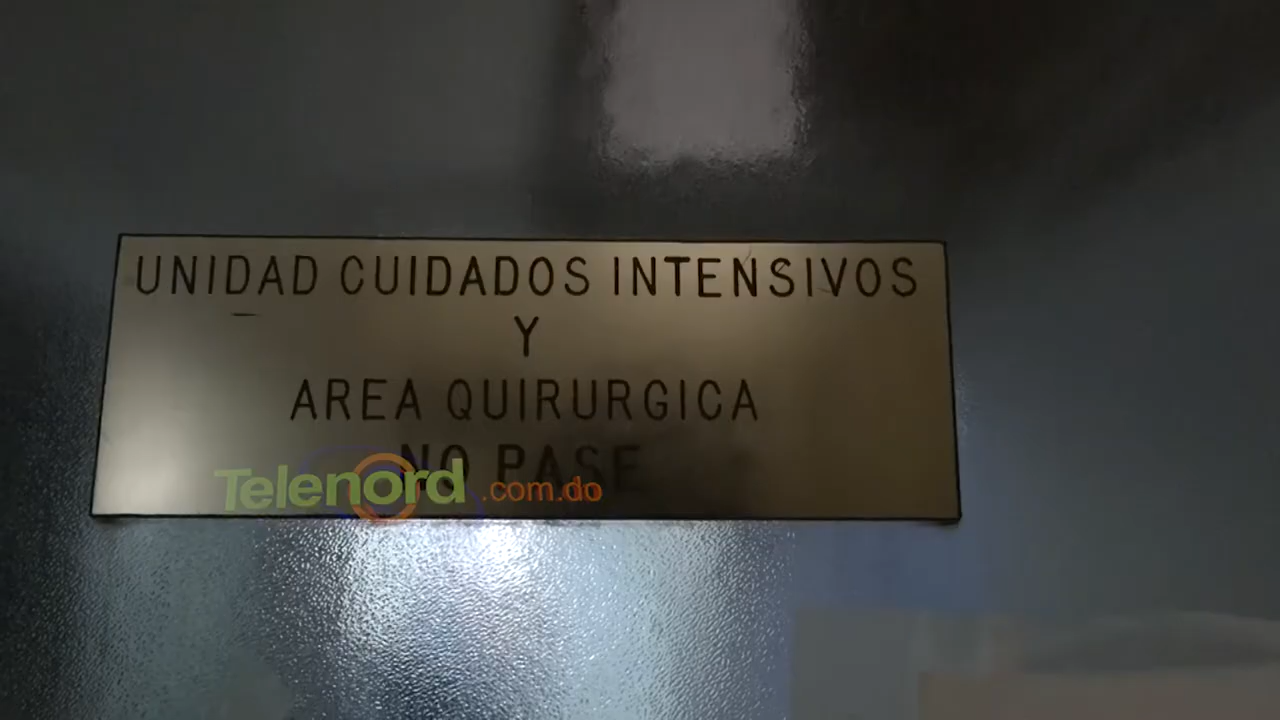 UNIDAD CUIDADOS INTENSIVOS
Y
AREA QUIRURGICA
NO PASE
Telenord.com.do